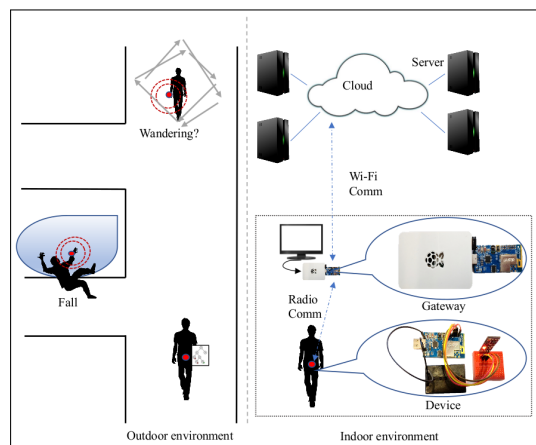 Wandering?
Fall
Outdoor environment
Cloud
Server
Wi-Fi
Comm
Radio
Comm
Gateway
Device
Indoor environment